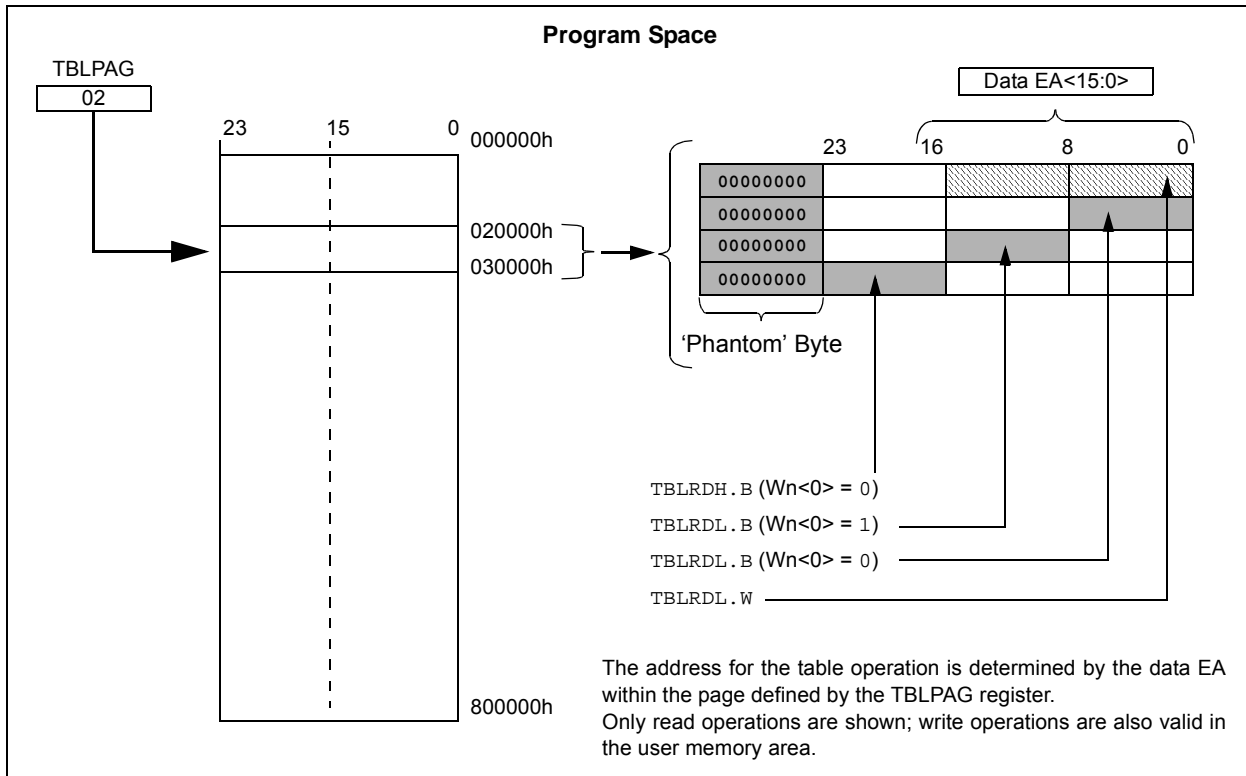 Program Space
TBLPAG
02
Data EA<15:0>
23 15 0
000000h
020000h
030000h
800000h
23 16 8 0
00000000
00000000
00000000
00000000
‘Phantom’ Byte
TBLRDH.B (Wn<0> = 0)
TBLRDL.B (Wn<0> = 1)
TBLRDL.B (Wn<0> = 0)
TBLRDL.W
The address for the table operation is determined by the data EA
within the page defined by the TBLPAG register.
Only read operations are shown; write operations are also valid in
the user memory area.